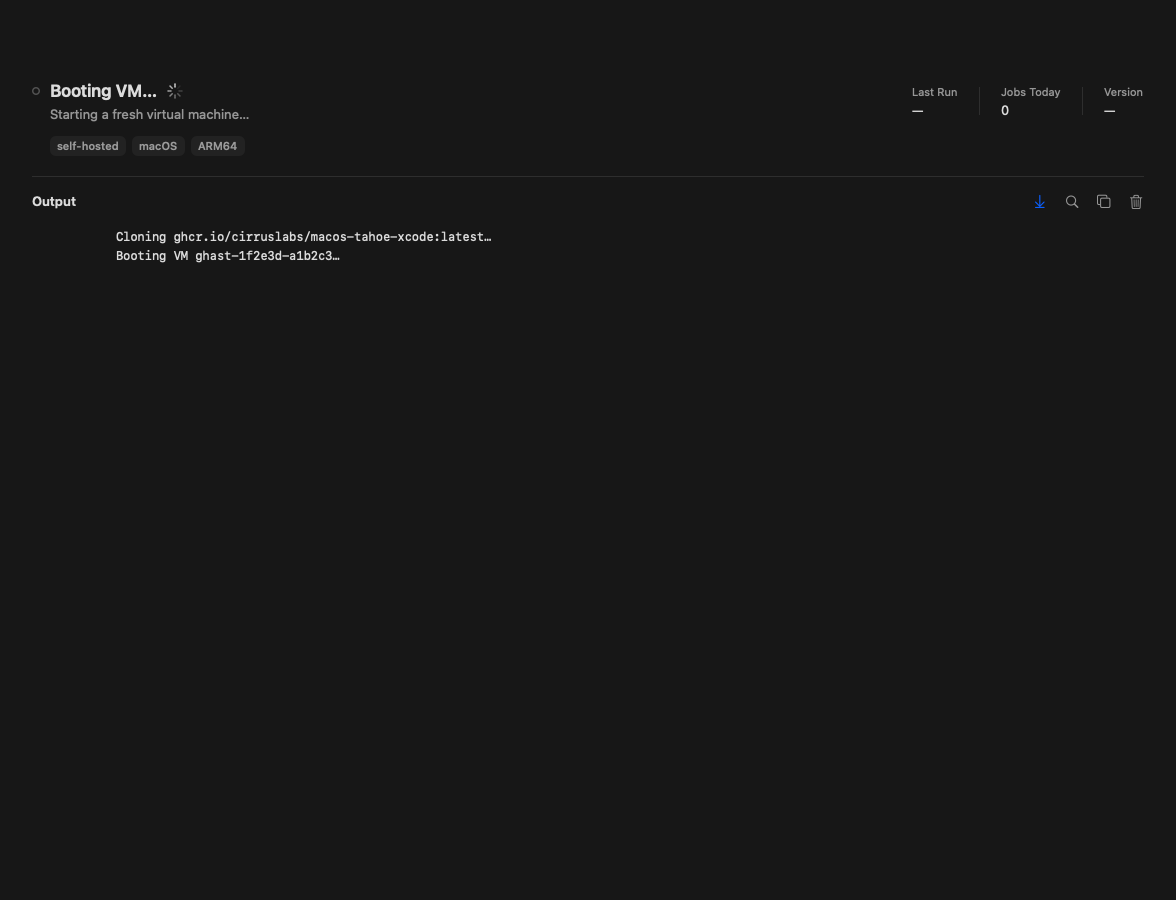 Booting VM...
Starting a fresh virtual machine...
self-hosted macOS ARM64
Last Run Jobs Today Version
— 0 —
Output
Cloning ghcr.io/cirruslabs/macos-tahoe-xcode:latest…
Booting VM ghast-1f2e3d-a1b2c3…